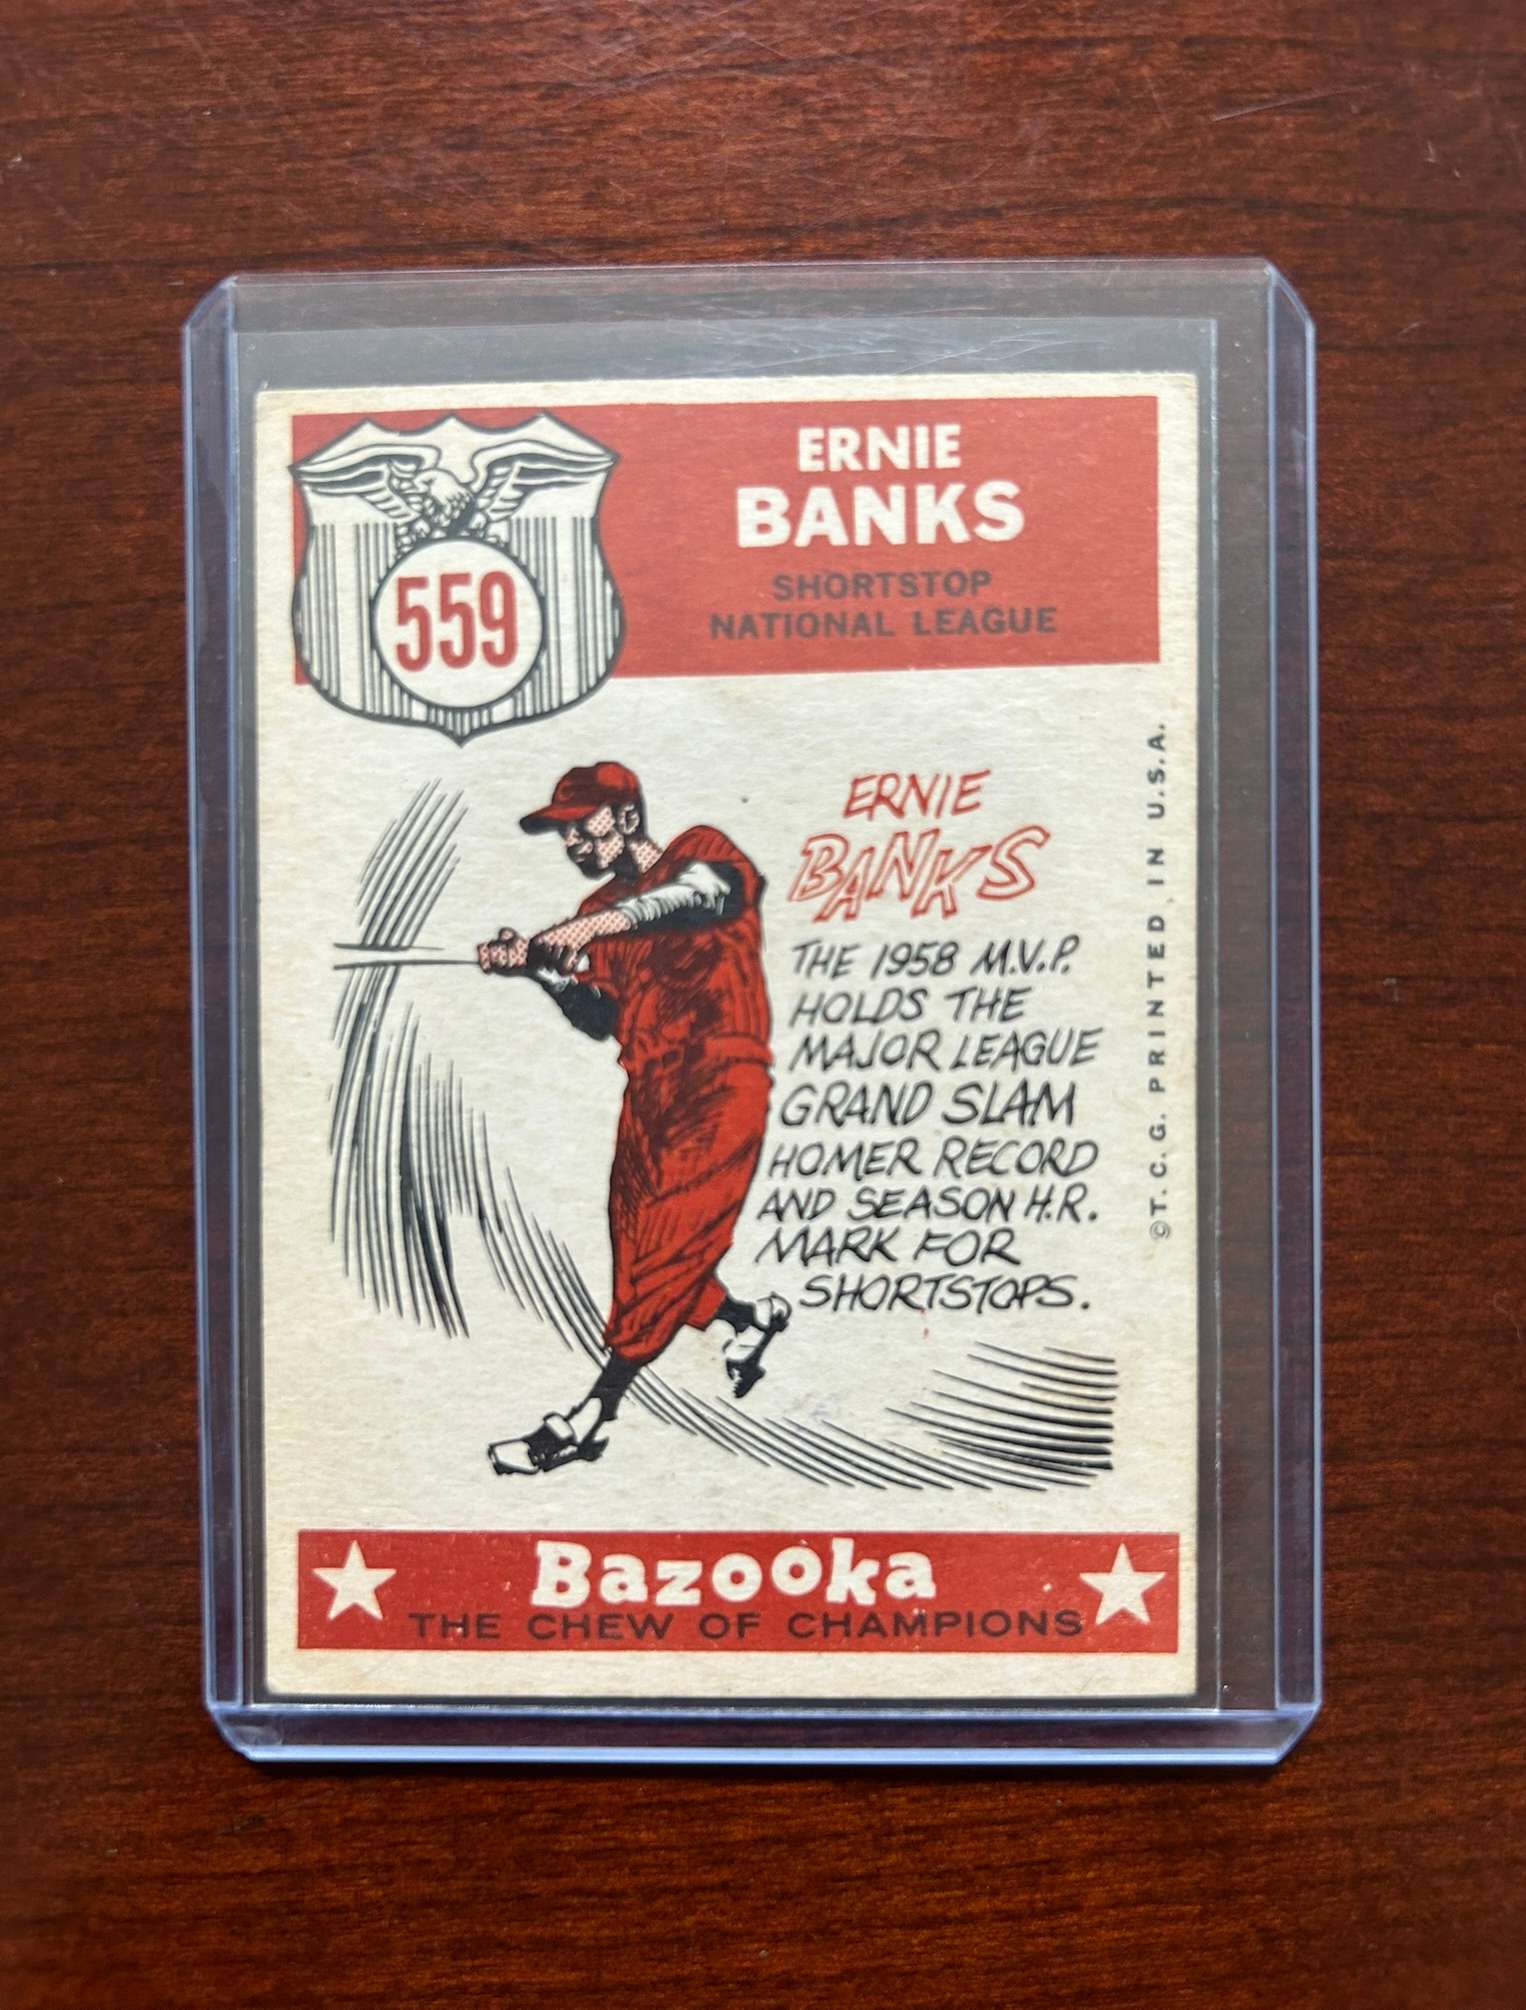 ERNIE
BANKS
SHORTSTOP
NATIONAL LEAGUE
559
ERNIE
BANKS
THE 1958 M.V.P.
HOLDS THE
MAJOR LEAGUE
GRAND SLAM
HOMER RECORD
AND SEASON H.R.
MARK FOR
SHORTSTOPS.
©T. C. G. PRINTED IN U.S.A.
Bazooka
THE CHEW OF CHAMPIONS